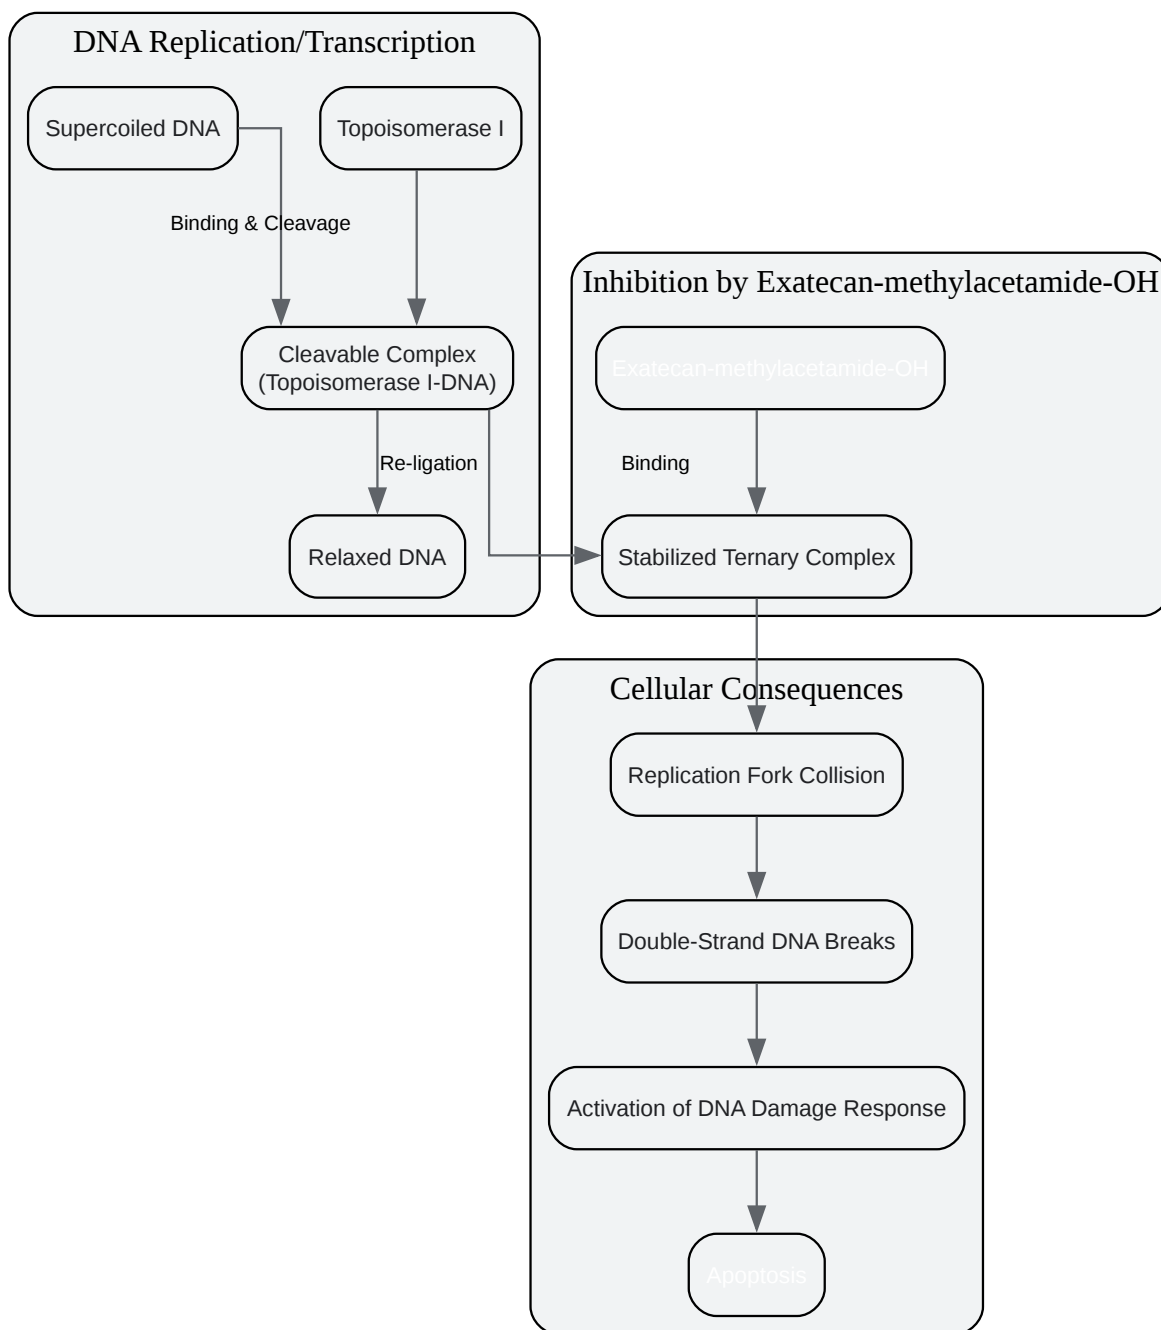 DNA Replication/Transcription
Supercoiled DNA
Topoisomerase I
Binding & Cleavage
Cleavable Complex
(Topoisomerase I-DNA)
Re-ligation
Relaxed DNA
Inhibition by Exatecan-methylacetamide-OH
Exatecan-methylacetamide-OH
Binding
Stabilized Ternary Complex
Cellular Consequences
Replication Fork Collision
Double-Strand DNA Breaks
Activation of DNA Damage Response
Apoptosis